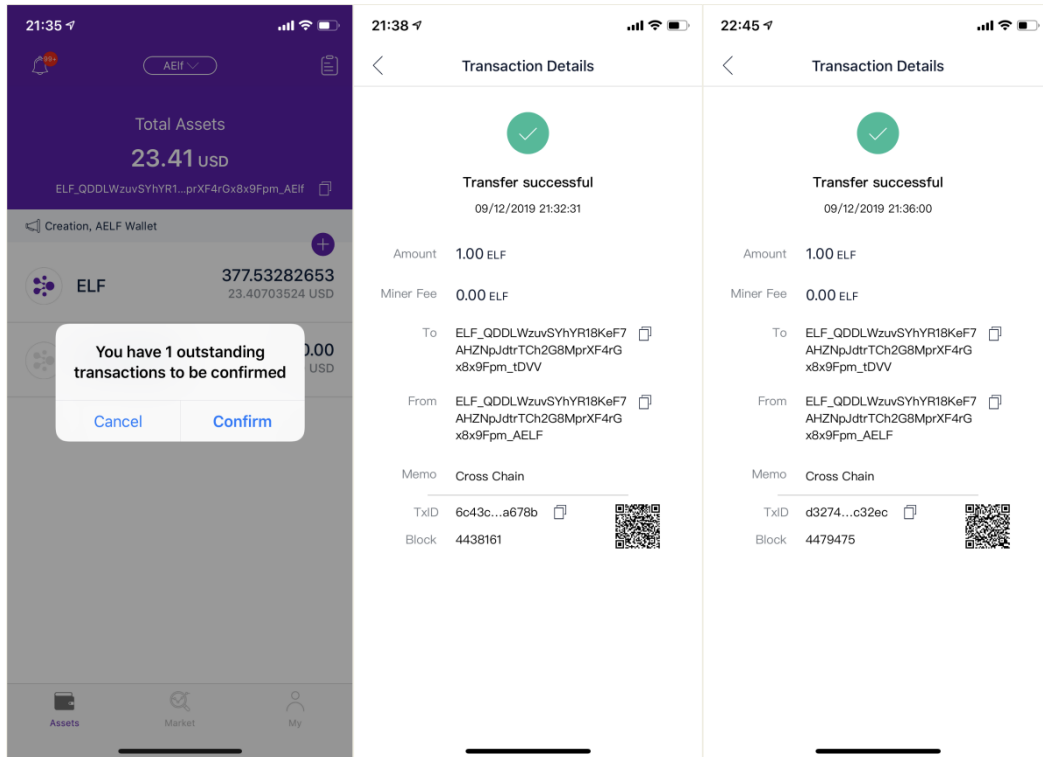 21:35
99+
AElf
Total Assets
23.41 USD
ELF_QDDLWzuvSYhYR1...prXF4rGx8x9Fpm_AElf
Creation, AELF Wallet
ELF
377.53282653
23.40703524 USD
0.00
USD
You have 1 outstanding
transactions to be confirmed
Cancel
Confirm
Assets
Market
My
21:38
Transaction Details
Transfer successful
09/12/2019 21:32:31
Amount 1.00 ELF
Miner Fee 0.00 ELF
To ELF_QDDLWzuvSYhYR18KeF7
AHZNpJdtrTCh2G8MprXF4rG
x8x9Fpm_tDVV
From ELF_QDDLWzuvSYhYR18KeF7
AHZNpJdtrTCh2G8MprXF4rG
x8x9Fpm_AELF
Memo Cross Chain
TxID 6c43c...a678b
Block 4438161
22:45
Transaction Details
Transfer successful
09/12/2019 21:36:00
Amount 1.00 ELF
Miner Fee 0.00 ELF
To ELF_QDDLWzuvSYhYR18KeF7
AHZNpJdtrTCh2G8MprXF4rG
x8x9Fpm_tDVV
From ELF_QDDLWzuvSYhYR18KeF7
AHZNpJdtrTCh2G8MprXF4rG
x8x9Fpm_AELF
Memo Cross Chain
TxID d3274...c32ec
Block 4479475